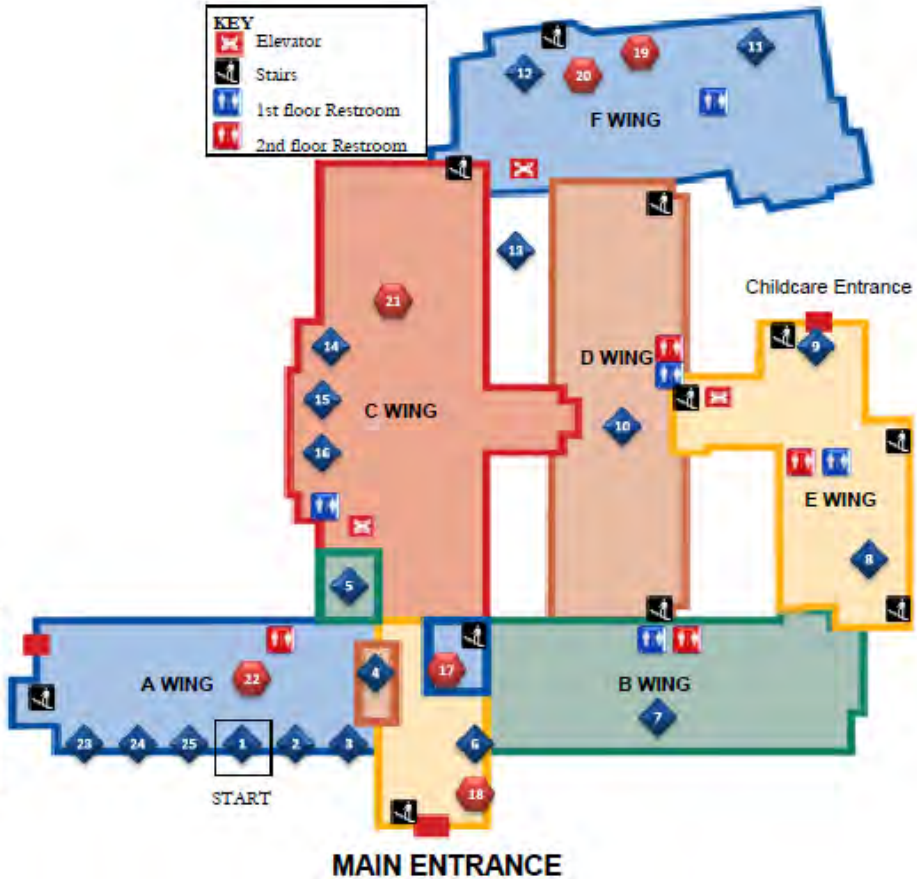 KEY
Elevator
Stairs
1st floor Restroom
2nd floor Restroom
12
20
19
11
F WING
13
Childcare Entrance
21
14
D WING
9
15
C WING
10
16
E WING
8
5
A WING
22
4
17
B WING
7
23
24
25
1
2
3
6
START
18
MAIN ENTRANCE